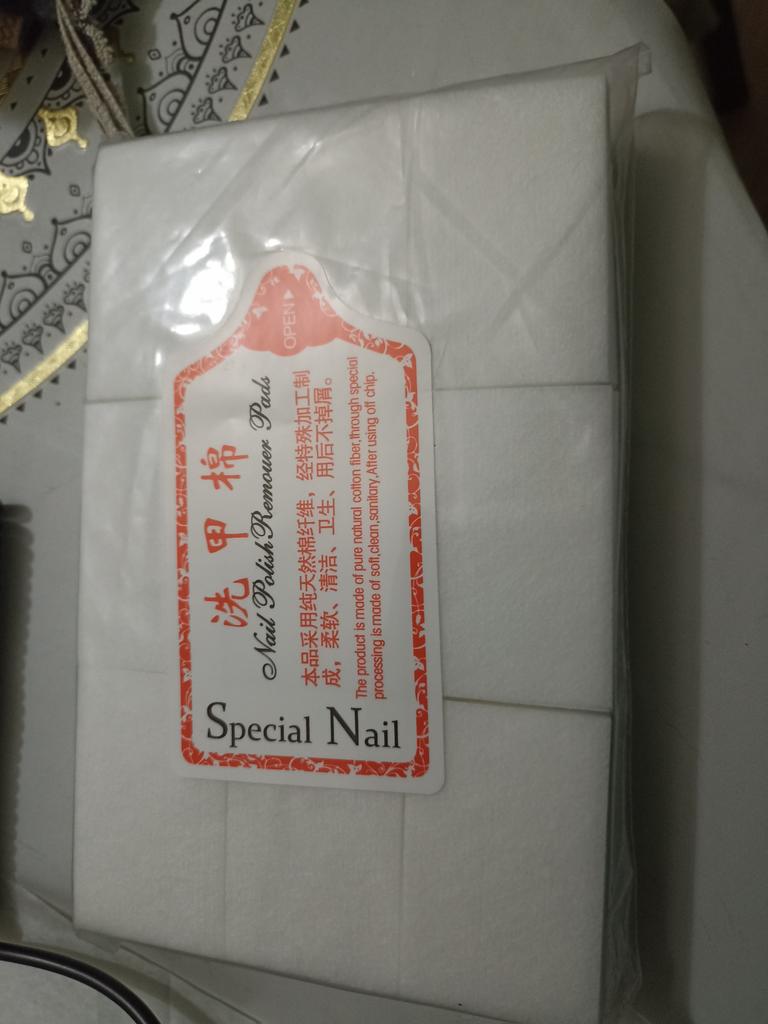 OPEN▶
洗甲棉
Nail Polish Remouer Pads
本品采用纯天然棉纤维，经特殊加工制
成，柔软、清洁、卫生、用后不掉屑。
The product is made of pure natural cotton fiber,through special
processing is made of soft,clean,sanitary.After using off chip.
Special Nail